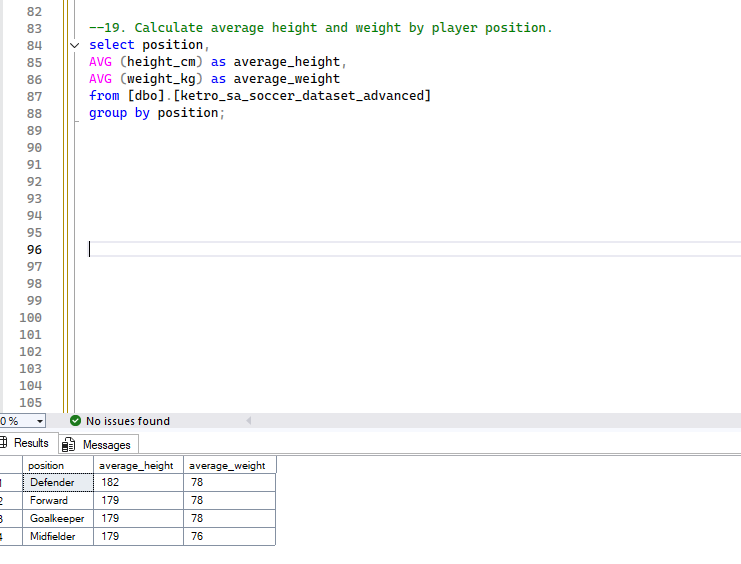 82
83 --19. Calculate average height and weight by player position.
84 select position,
85 AVG (height_cm) as average_height,
86 AVG (weight_kg) as average_weight
87 from [dbo].[ketro_sa_soccer_dataset_advanced]
88 group by position;
89
90
91
92
93
94
95
96
97
98
99
100
101
102
103
104
105
0 % No issues found
Results Messages
position average_height average_weight
1 Defender 182 78
2 Forward 179 78
3 Goalkeeper 179 78
4 Midfielder 179 76